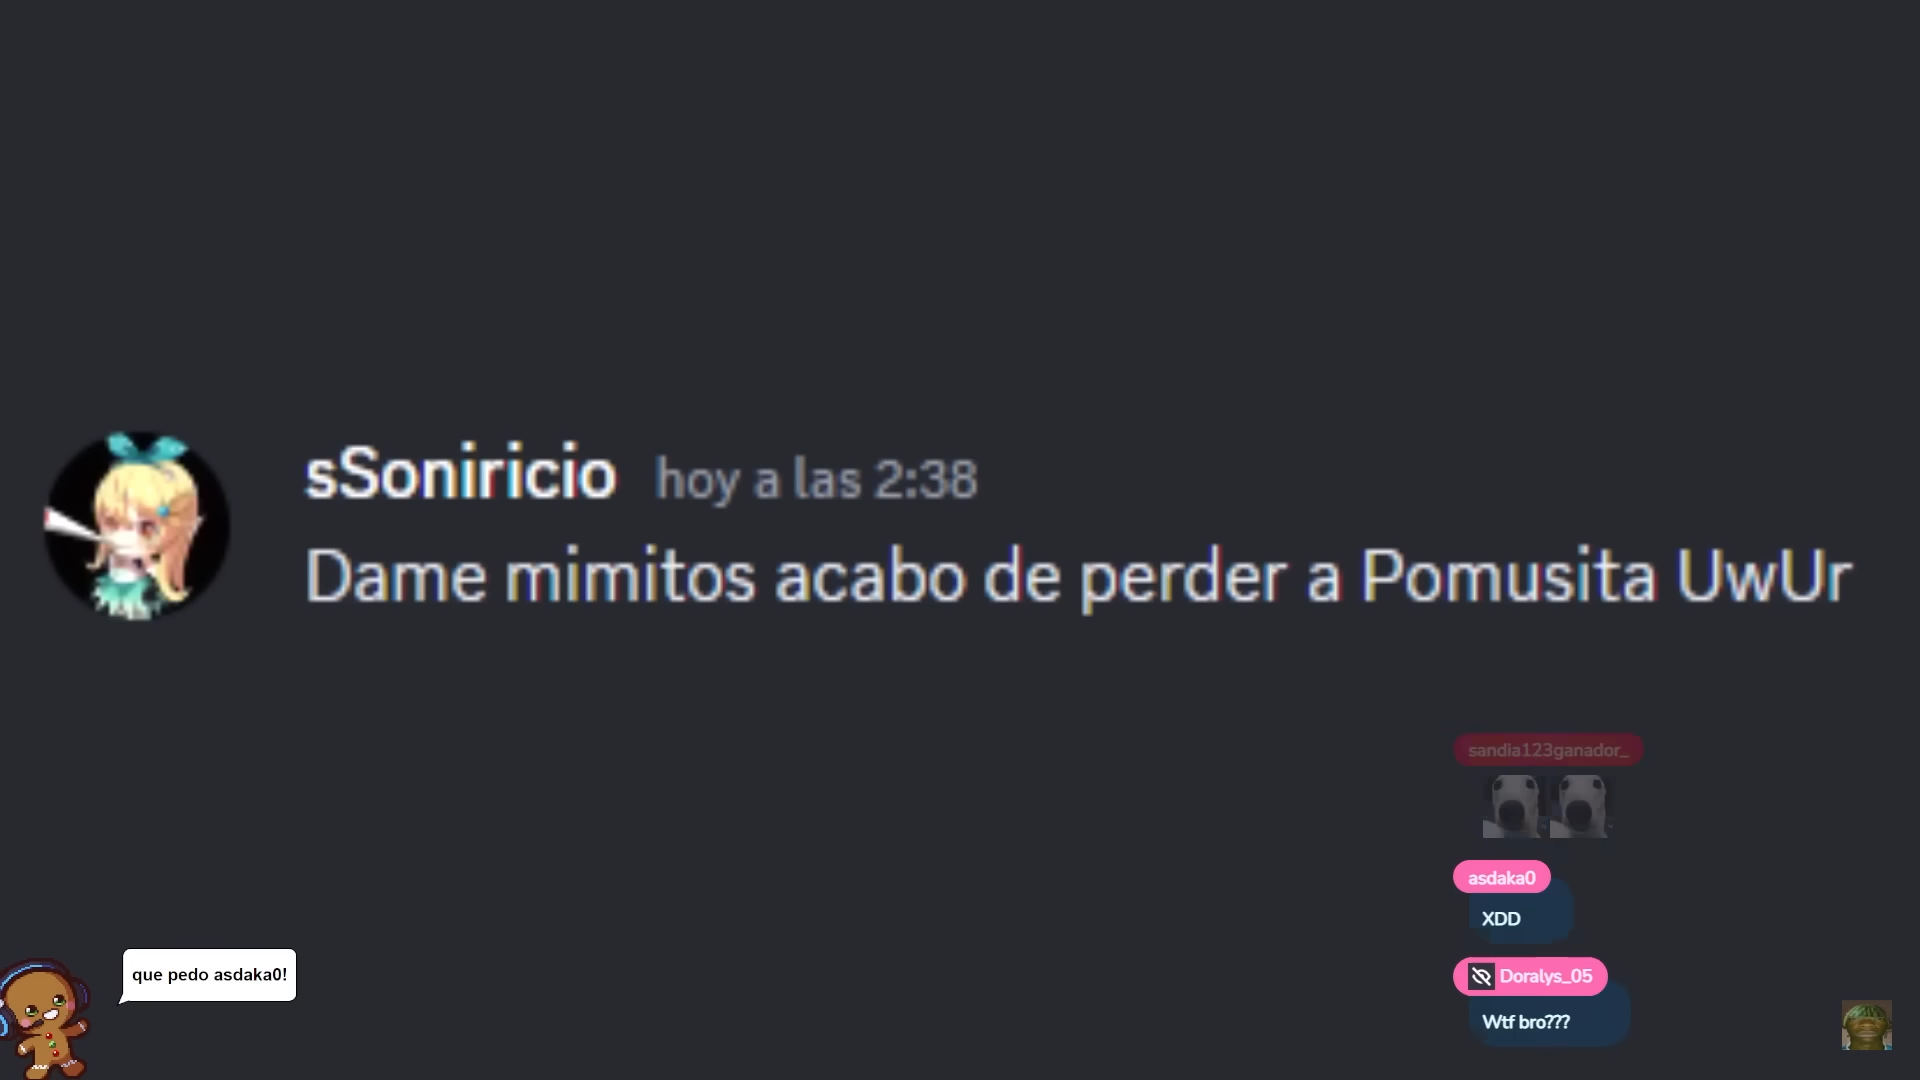 sSoniricio hoy a las 2:38
Dame mimitos acabo de perder a Pomusita UwUr
sandia123ganador_
asdaka0
XDD
que pedo asdaka0!
Doralys_05
Wtf bro???